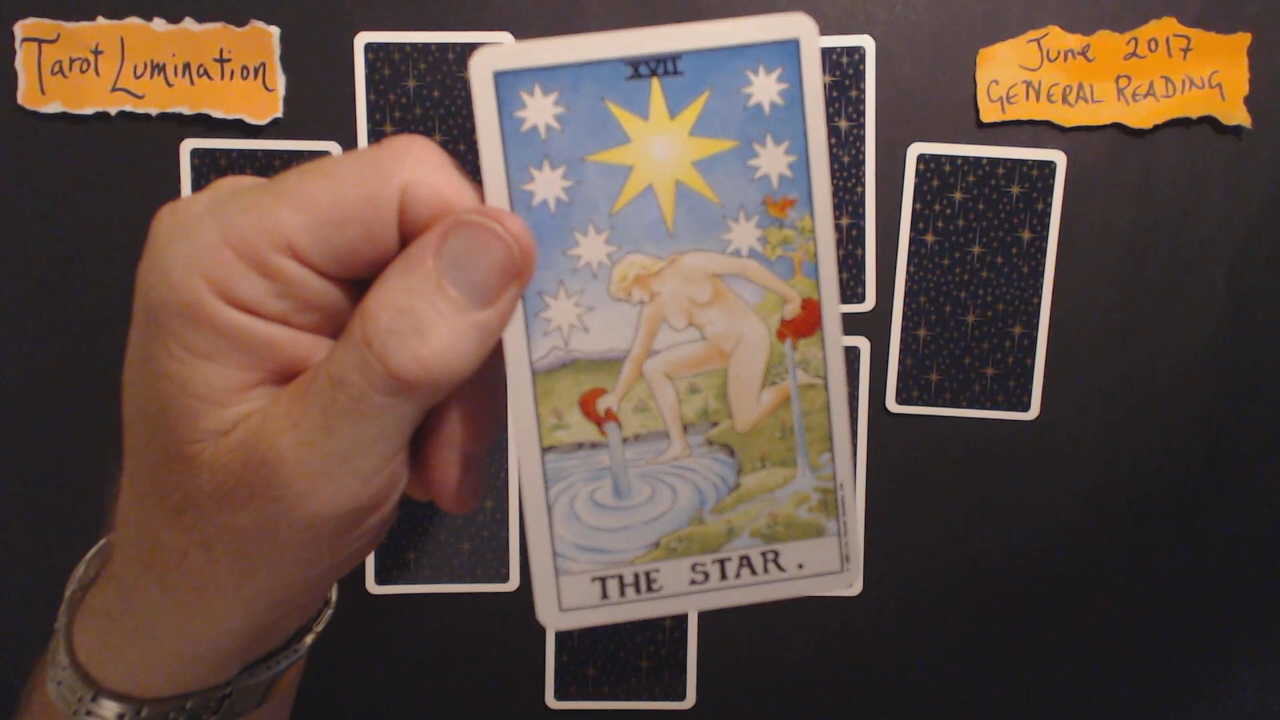 Tarot Lumination
June 2017
GENERAL READING
XVII
THE STAR.